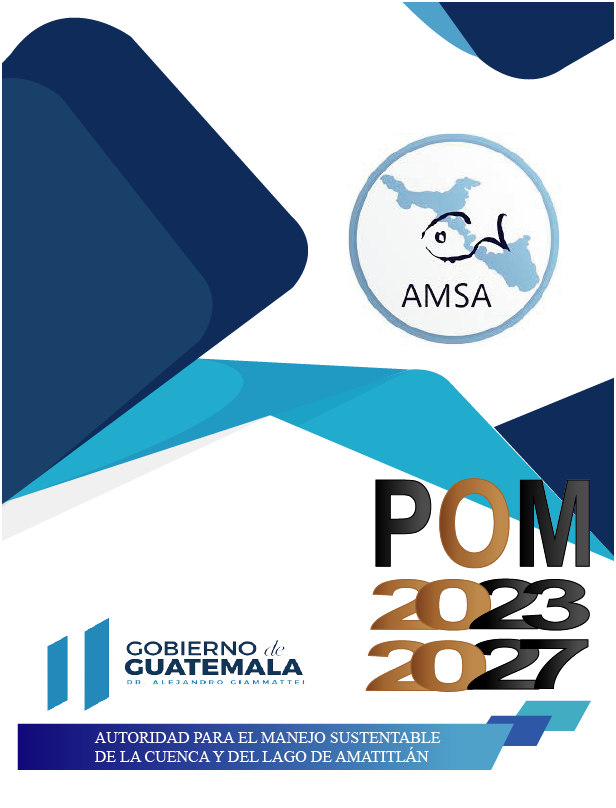 AMSA
POM
2023
2027
GOBIERNO de
GUATEMALA
DR. ALEJANDRO GIAMMATTEI
AUTORIDAD PARA EL MANEJO SUSTENTABLE
DE LA CUENCA Y DEL LAGO DE AMATITLÁN